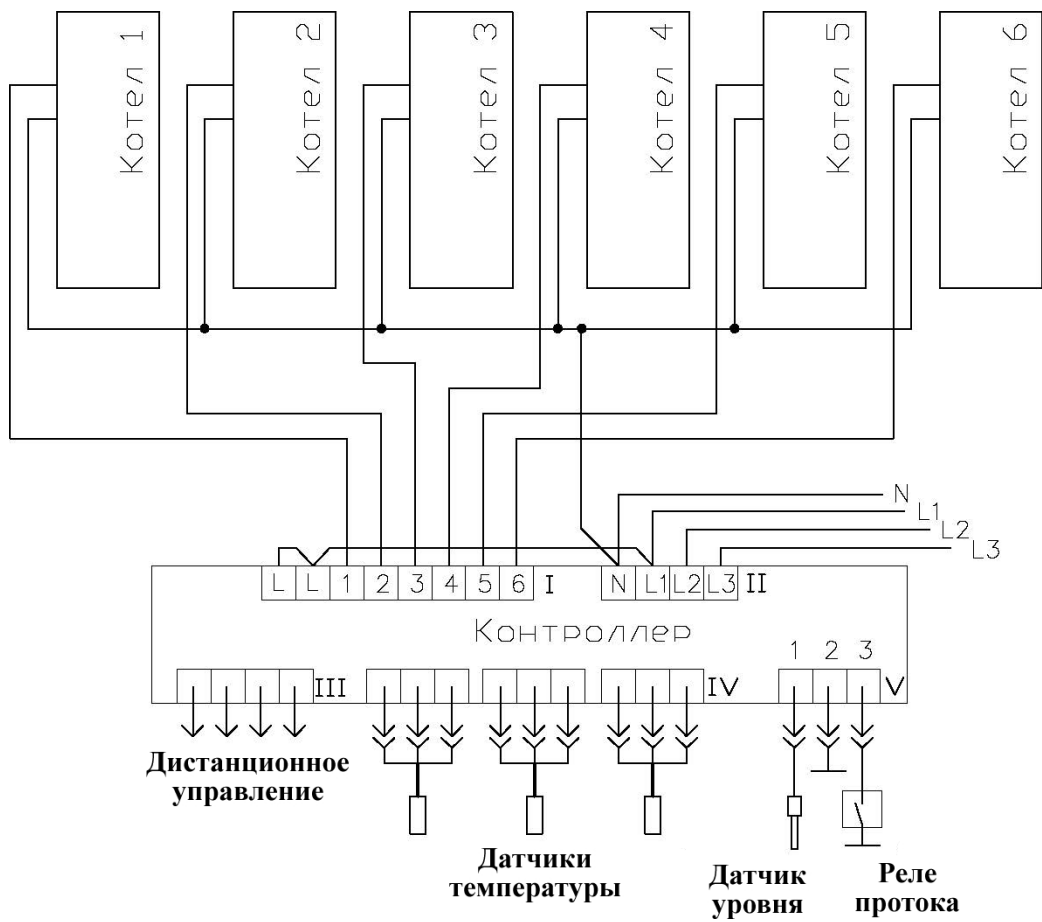 Котел 1
Котел 2
Котел 3
Котел 4
Котел 5
Котел 6
N
L1
L2
L3
L L 1 2 3 4 5 6 I
N L1 L2 L3 II
Контроллер
1 2 3
III
IV
V
Дистанционное
управление
Датчики
температуры
Датчик
уровня
Реле
протока